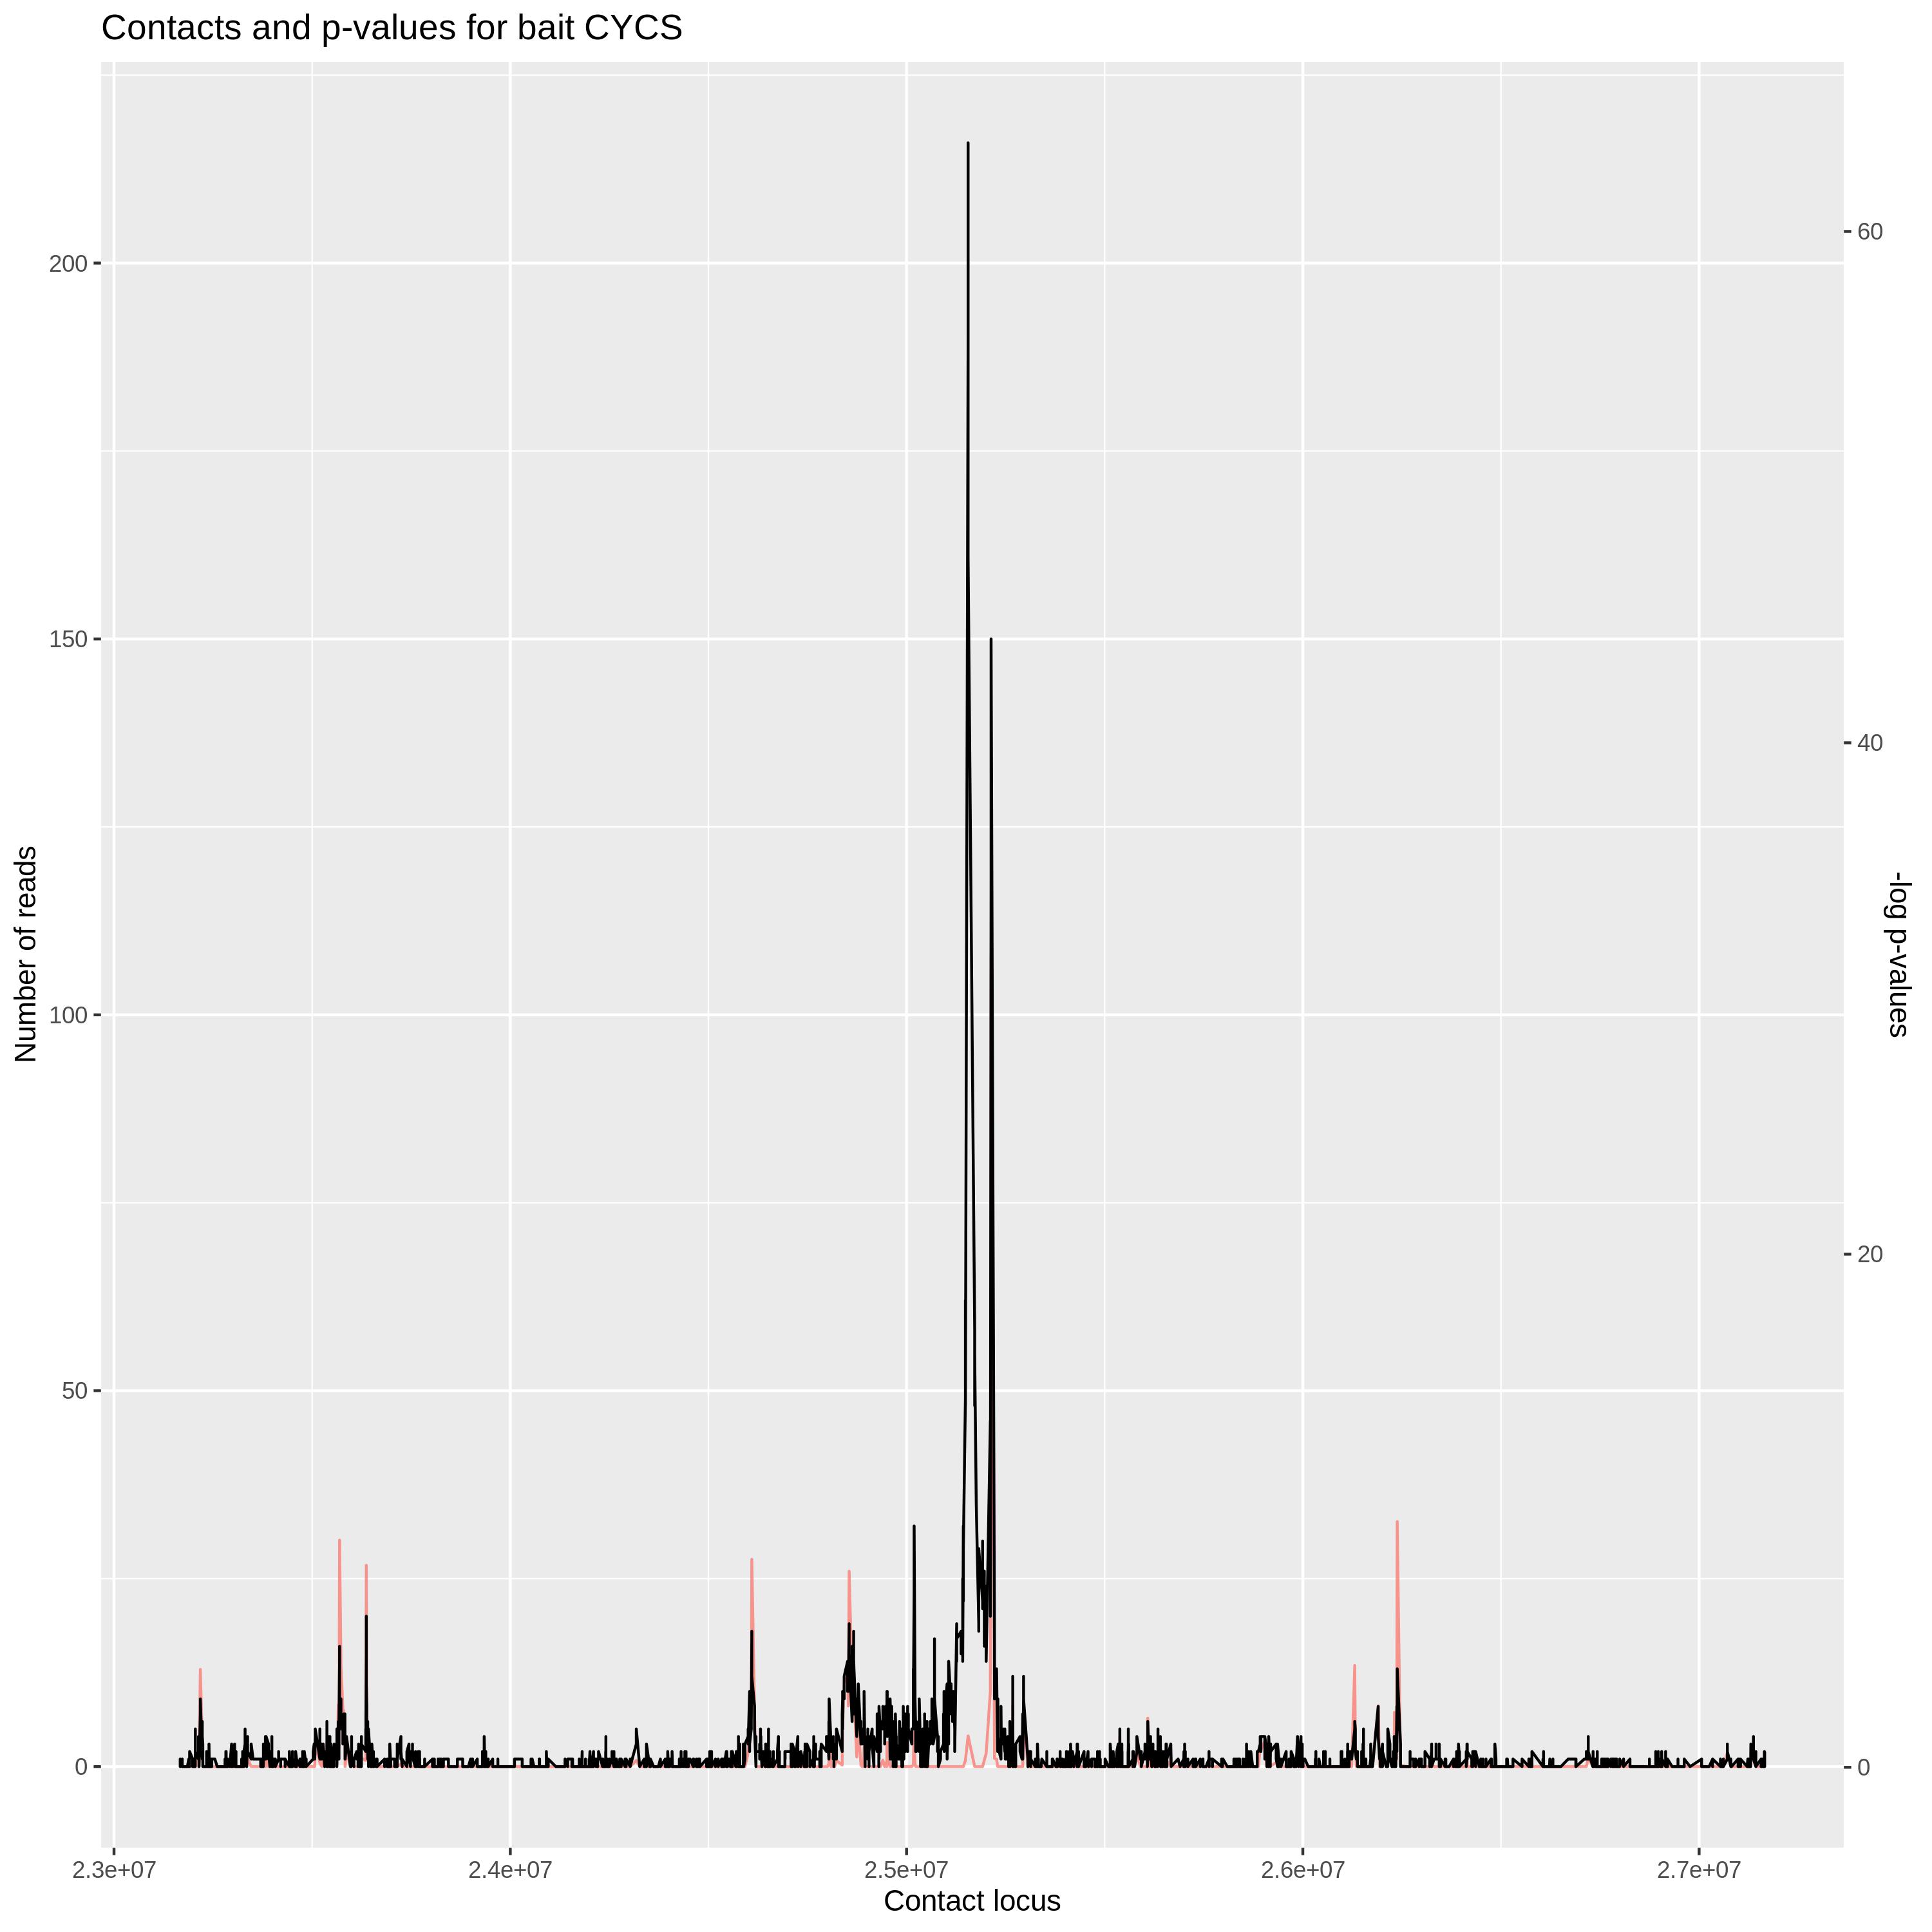 Contacts and p-values for bait CYCS
Number of reads
200
150
100
50
0
60
40
20
0
-log p-values
2.3e+07 2.4e+07 2.5e+07 2.6e+07 2.7e+07
Contact locus